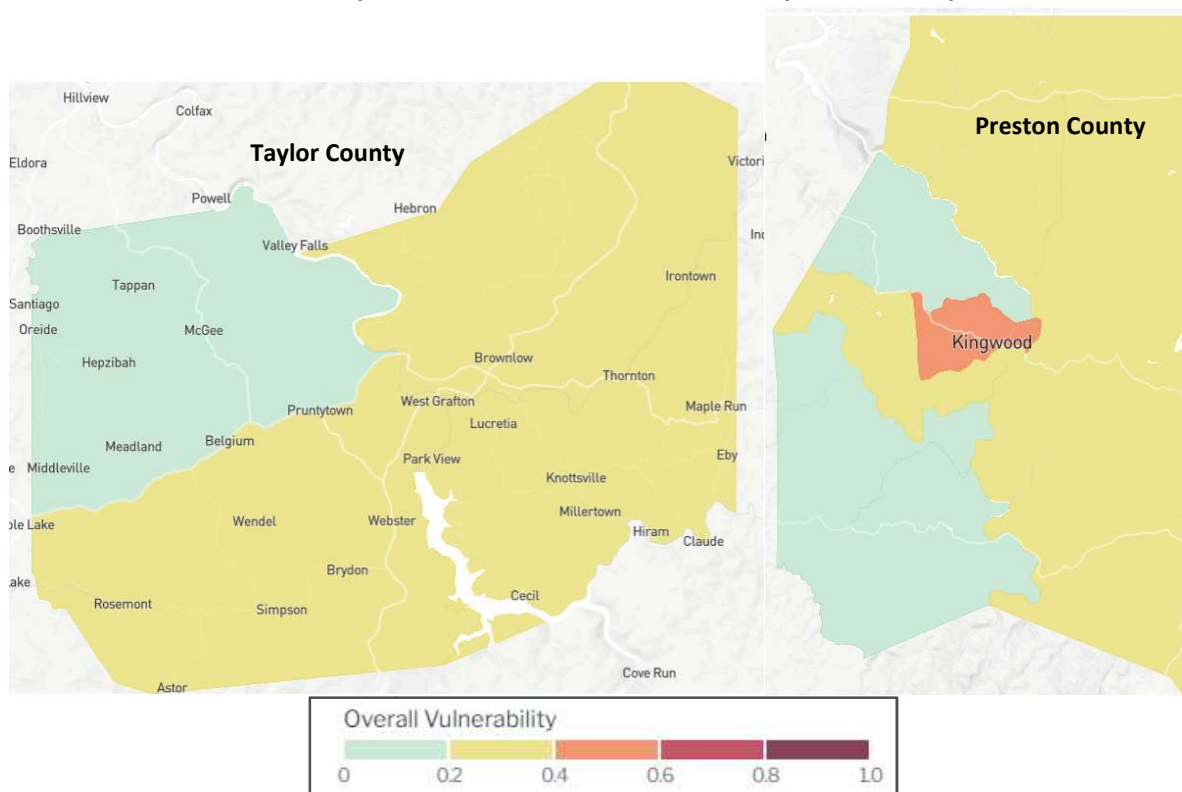 Hillview
Colfax
Preston County
Taylor County
Eldora
Powell
Hebron
Boothsville
Valley Falls
Tappan
Irontown
Santiago
Oreide
McGee
Kingwood
Hepzibah
Brownlow
Thornton
West Grafton
Maple Run
Pruntytown
Lucretia
Meadland
Belgium
Park View
Eby
Middleville
Knottsville
Millertown
Wendel
Webster
Hiram
Claude
Brydon
Cecil
Rosemont
Simpson
Cove Run
Astor
Overall Vulnerability
0 0.2 0.4 0.6 0.8 1.0